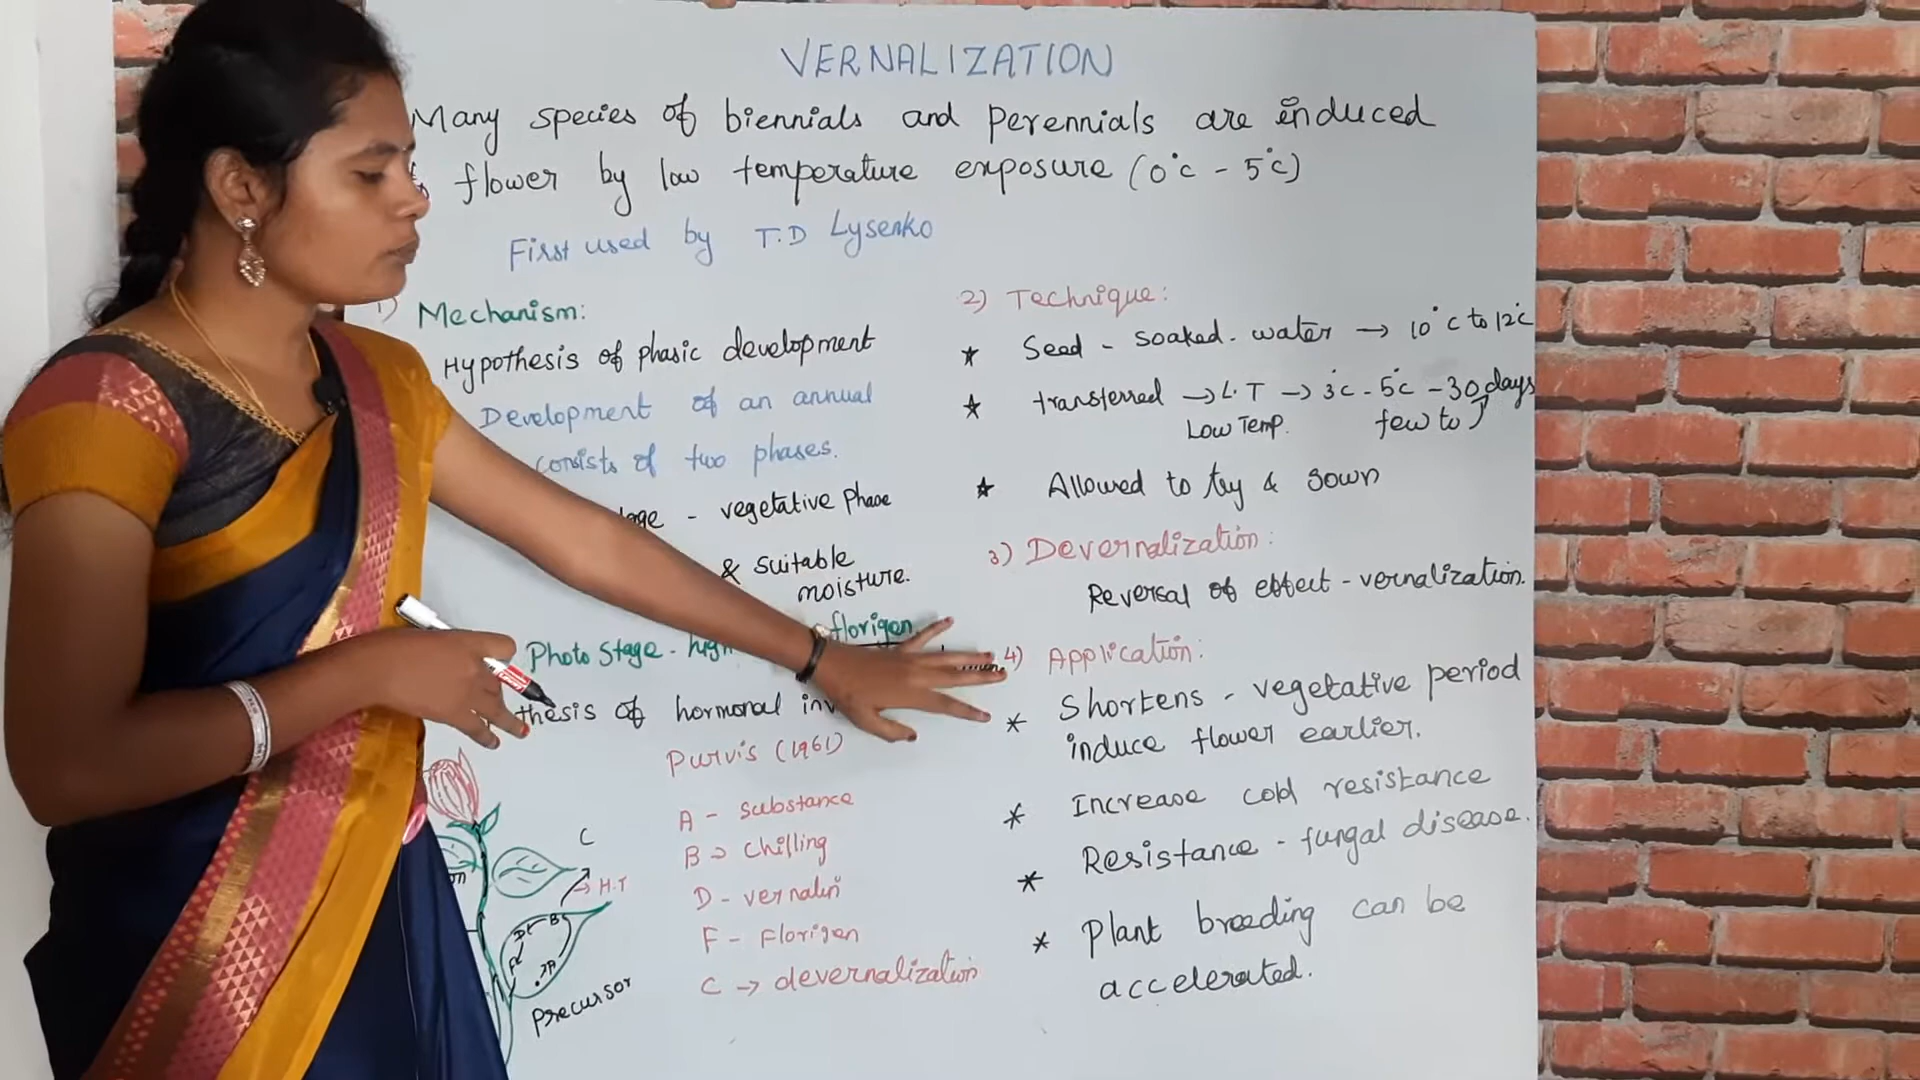 VERNALIZATION
Many species of biennials and perennials are induced
flower by low temperature exposure (0°c - 5°c)
First used by T.D Lysenko
1) Mechanism:
Hypothesis of phasic development
Development of an annual
consists of two phases.
- vegetative phase
& suitable
moisture.
florigen
Photo stage - high
of hormonal
Purvis (1961)
A - substance
B → chilling
D - vernalin
F - Florigen
C → devernalization
C
→ H.T
B
D
F
A
Precursor
2) Technique:
★ Seed - soaked - water → 10°c to 12°c
★ transferred → L.T → 3°c - 5°c - 30 days
Low Temp. few to
★ Allowed to try & sown
3) Devernalization:
Reversal of effect - vernalization.
4) Application:
* Shortens - vegetative period
induce flower earlier.
* Increase cold resistance
* Resistance - fungal disease.
* Plant breeding can be
accelerated.